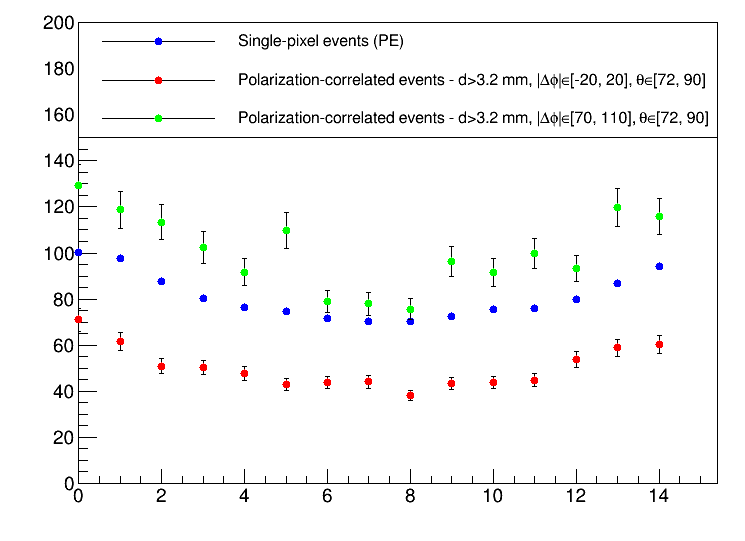 200
Single-pixel events (PE)
180
Polarization-correlated events - d>3.2 mm, |Δϕ|∈[-20, 20], θ∈[72, 90]
160
Polarization-correlated events - d>3.2 mm, |Δϕ|∈[70, 110], θ∈[72, 90]
140
120
100
80
60
40
20
0
0 2 4 6 8 10 12 14